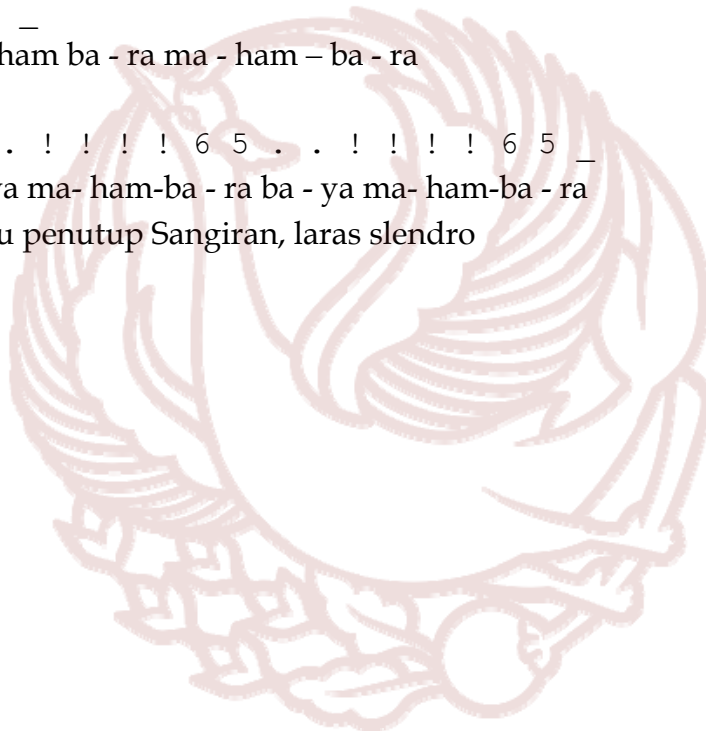 _
ham ba - ra ma - ham – ba - ra
. ! ! ! ! 6 5 . . ! ! ! ! 6 5 _
ya ma- ham-ba - ra ba - ya ma- ham-ba - ra
u penutup Sangiran, laras slendro